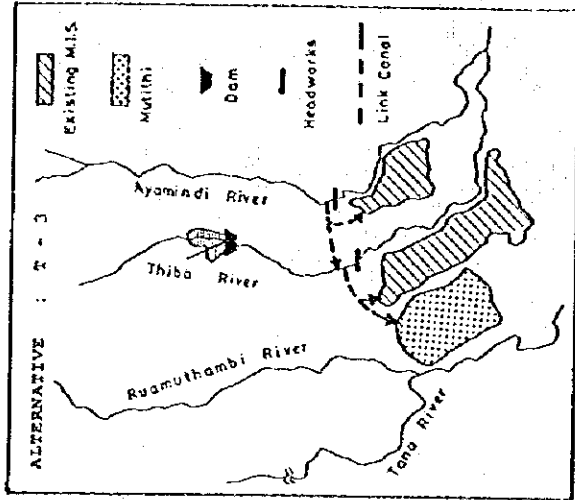 ALTERNATIVE : T - 3
Existing M.I.S.
Mutithi
Dam
Headworks
Link Canal
Nyamindi River
Thiba River
Ruamuthambi River
Tana River